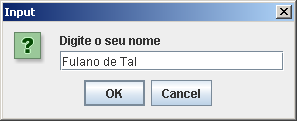 Input
Digite o seu nome
Fulano de Tal
OK Cancel